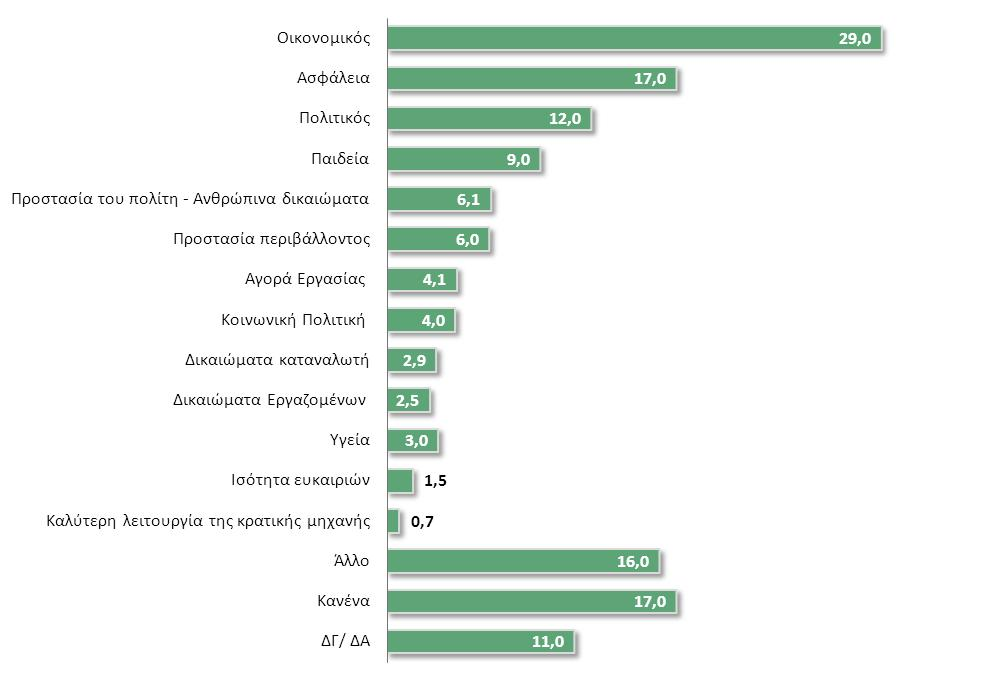 Οικονομικός 29,0
Ασφάλεια 17,0
Πολιτικός 12,0
Παιδεία 9,0
Προστασία του πολίτη - Ανθρώπινα δικαιώματα 6,1
Προστασία περιβάλλοντος 6,0
Αγορά Εργασίας 4,1
Κοινωνική Πολιτική 4,0
Δικαιώματα καταναλωτή 2,9
Δικαιώματα Εργαζομένων 2,5
Υγεία 3,0
Ισότητα ευκαιριών 1,5
Καλύτερη λειτουργία της κρατικής μηχανής 0,7
Άλλο 16,0
Κανένα 17,0
ΔΓ/ ΔΑ 11,0